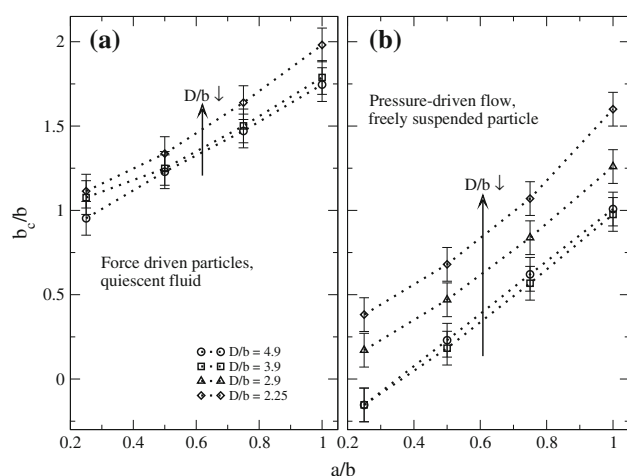 (a)
(b)
2
1.5
1
0.5
0
b_c/b
D/b ↓
D/b ↓
Pressure-driven flow,
freely suspended particle
Force driven particles,
quiescent fluid
D/b = 4.9
D/b = 3.9
D/b = 2.9
D/b = 2.25
0.2 0.4 0.6 0.8 1 0.2 0.4 0.6 0.8 1
a/b